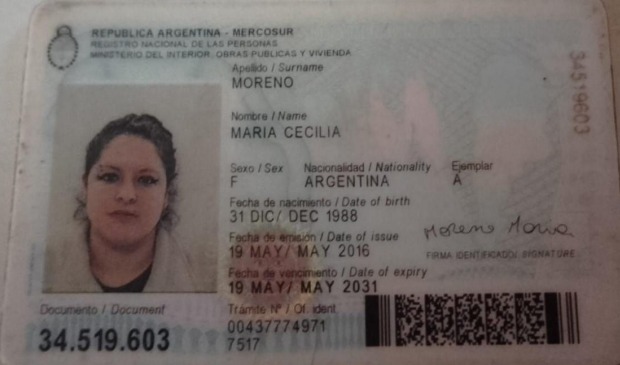 REPUBLICA ARGENTINA - MERCOSUR
REGISTRO NACIONAL DE LAS PERSONAS
MINISTERIO DEL INTERIOR, OBRAS PUBLICAS Y VIVIENDA
Apellido / Surname
MORENO
Nombre / Name
MARIA CECILIA
Sexo / Sex Nacionalidad / Nationality Ejemplar
F ARGENTINA A
Fecha de nacimiento / Date of birth
31 DIC/ DEC 1988
Fecha de emisión / Date of issue
19 MAY/ MAY 2016
Moreno Maria
FIRMA IDENTIFICADO/ SIGNATURE
Fecha de vencimiento / Date of expiry
19 MAY/ MAY 2031
Documento / Document
34.519.603
Trámite Nº / Of. ident
00437774971
7517
34519603